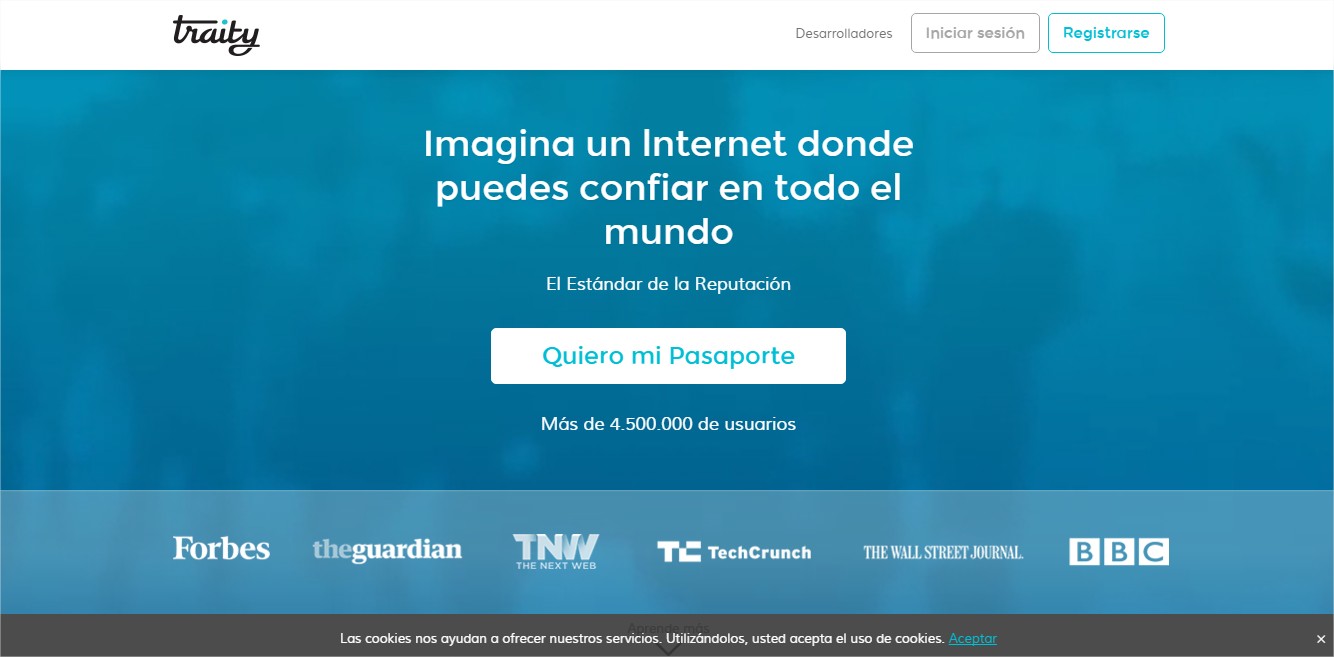 traity
Desarrolladores
Iniciar sesión
Registrarse
Imagina un Internet donde
puedes confiar en todo el
mundo
El Estándar de la Reputación
Quiero mi Pasaporte
Más de 4.500.000 de usuarios
Forbes
theguardian
TNW
THE NEXT WEB
TC TechCrunch
THE WALL STREET JOURNAL.
BBC
Aprende más
Las cookies nos ayudan a ofrecer nuestros servicios. Utilizándolos, usted acepta el uso de cookies. Aceptar ×